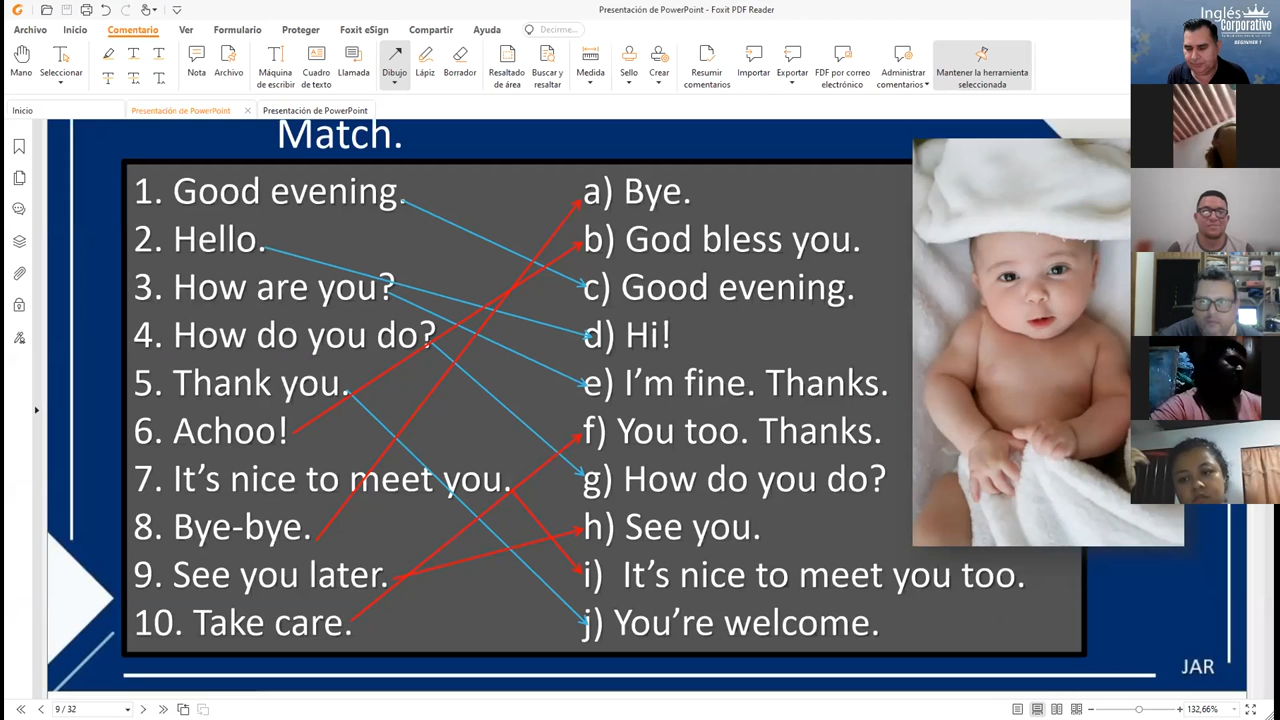 Presentación de PowerPoint - Foxit PDF Reader
Archivo Inicio Comentario Ver Formulario Proteger Foxit eSign Compartir Ayuda Decirme...
Mano Seleccionar Nota Archivo Máquina de escribir Cuadro de texto Llamada Dibujo Lápiz Borrador Resaltado de área Buscar y resaltar Medida Sello Crear Resumir comentarios Importar Exportar FDF por correo electrónico Administrar comentarios Mantener la herramienta seleccionada
Inicio Presentación de PowerPoint Presentación de PowerPoint
Inglés
Corporativo
BEGINNER 1
Match.
1. Good evening.
2. Hello.
3. How are you?
4. How do you do?
5. Thank you.
6. Achoo!
7. It's nice to meet you.
8. Bye-bye.
9. See you later.
10. Take care.
a) Bye.
b) God bless you.
c) Good evening.
d) Hi!
e) I'm fine. Thanks.
f) You too. Thanks.
g) How do you do?
h) See you.
i) It's nice to meet you too.
j) You're welcome.
JAR
9 / 32
132,66%